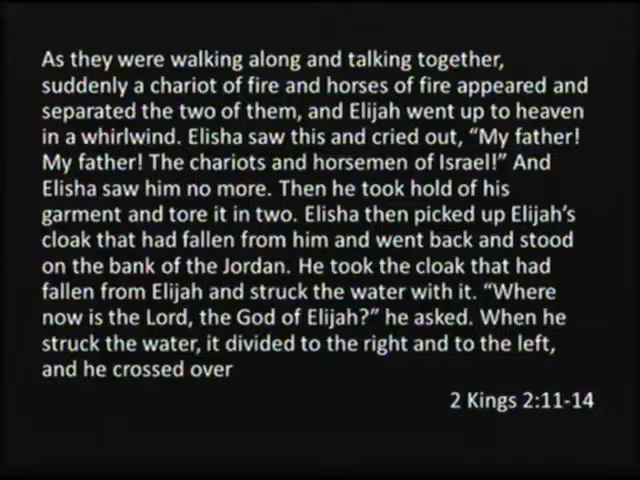 As they were walking along and talking together,
suddenly a chariot of fire and horses of fire appeared and
separated the two of them, and Elijah went up to heaven
in a whirlwind. Elisha saw this and cried out, “My father!
My father! The chariots and horsemen of Israel!” And
Elisha saw him no more. Then he took hold of his
garment and tore it in two. Elisha then picked up Elijah’s
cloak that had fallen from him and went back and stood
on the bank of the Jordan. He took the cloak that had
fallen from Elijah and struck the water with it. “Where
now is the Lord, the God of Elijah?” he asked. When he
struck the water, it divided to the right and to the left,
and he crossed over
2 Kings 2:11-14